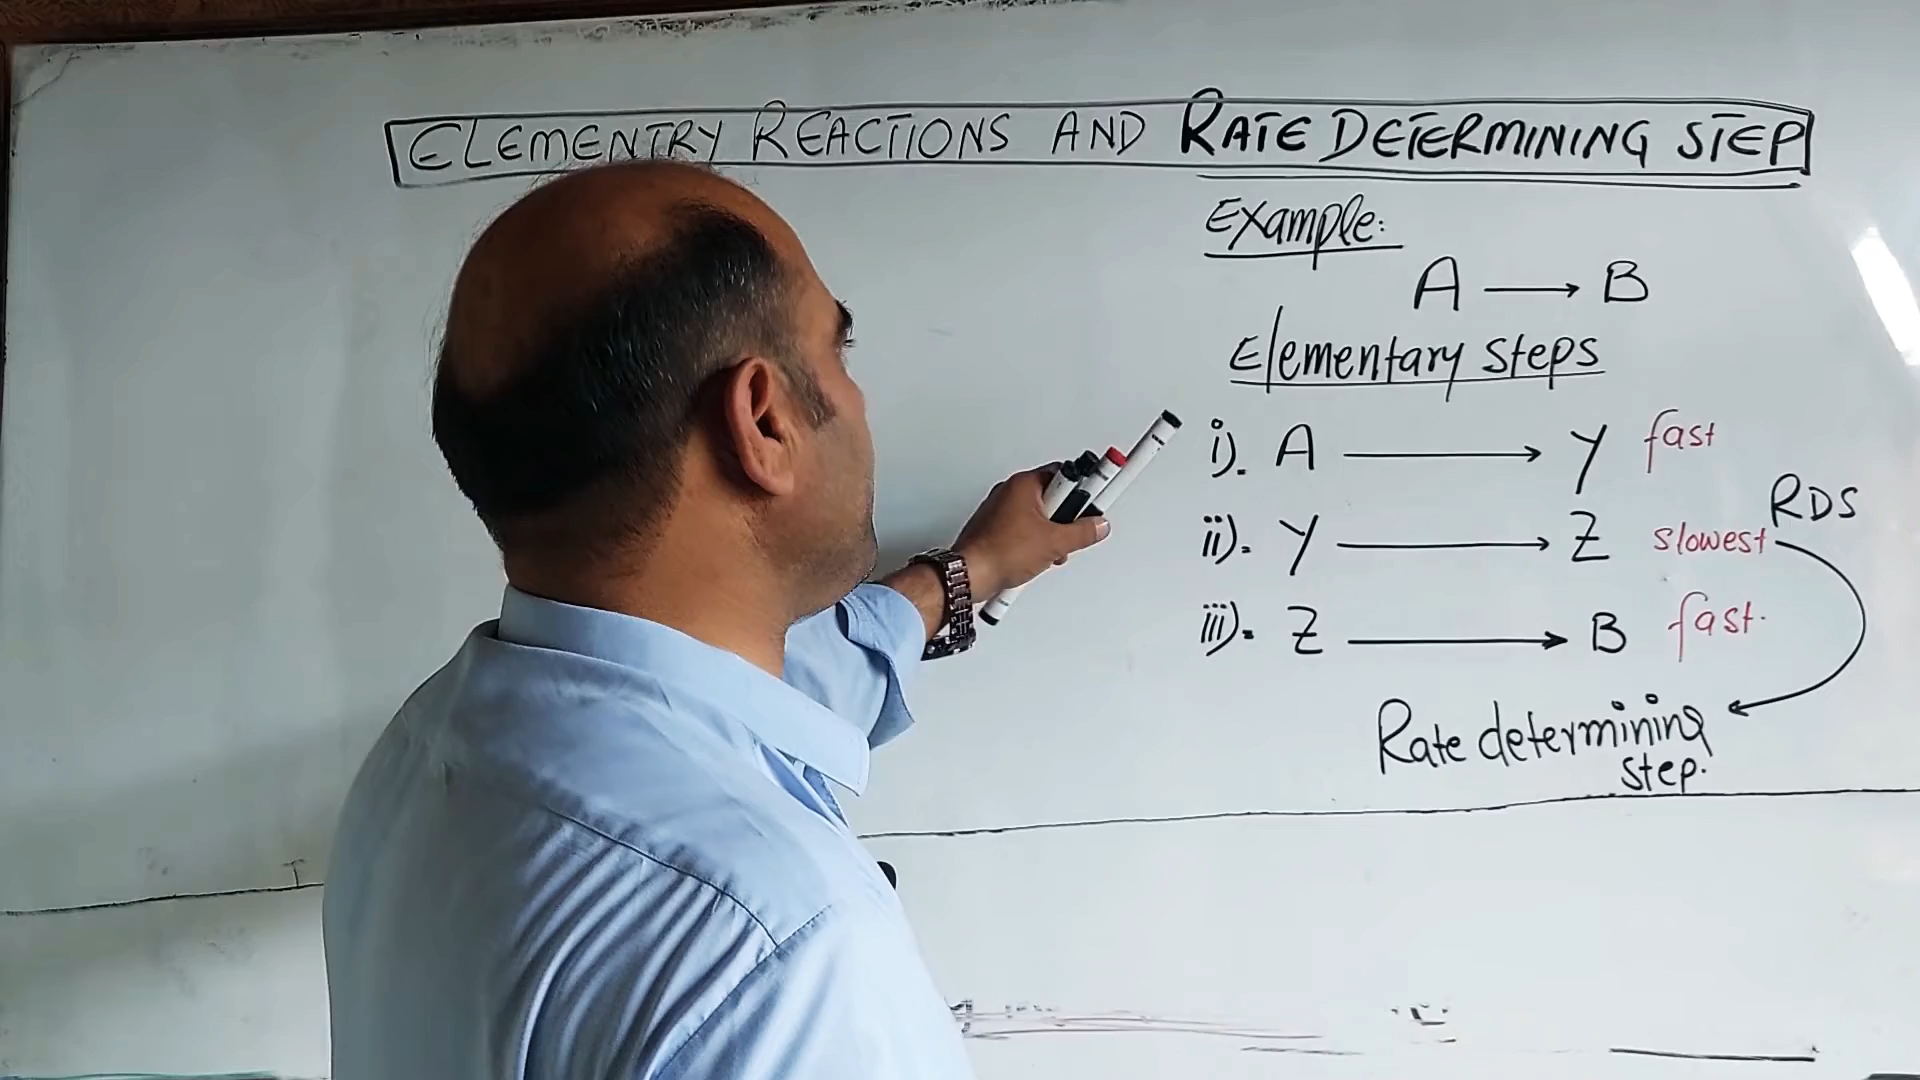 ELEMENTRY REACTIONS AND RATE DETERMINING STEP
Example:
A → B
Elementary steps
i). A → Y fast
RDS
ii). Y → Z slowest
iii). Z → B fast.
Rate determining
step.